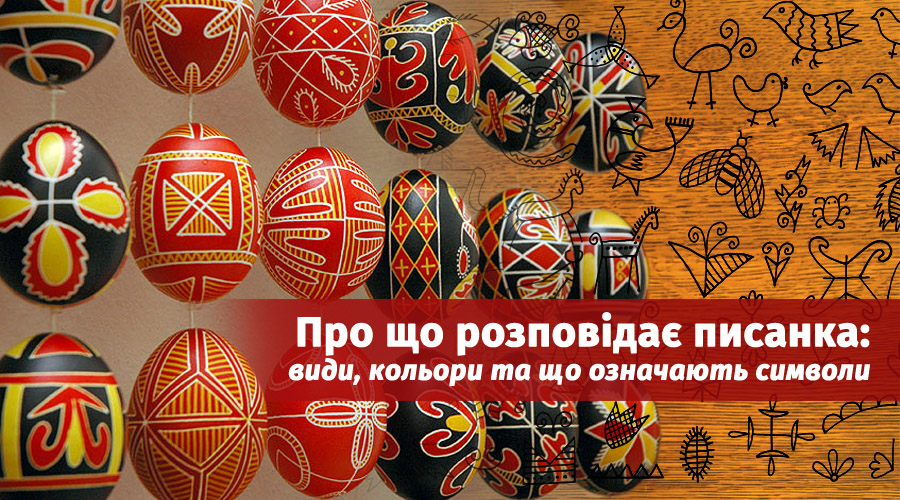 Про що розповідає писанка:
види, кольори та що означають символи